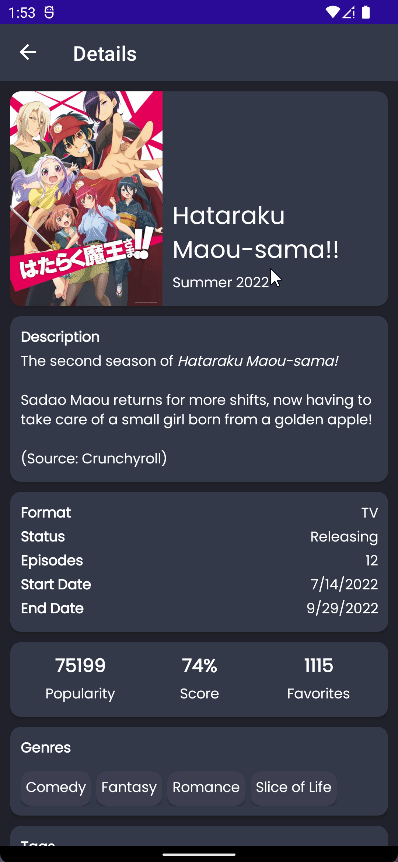 1:53
Details
はたらく魔王さま!!
Hataraku
Maou-sama!!
Summer 2022
Description
The second season of Hataraku Maou-sama!
Sadao Maou returns for more shifts, now having to
take care of a small girl born from a golden apple!
(Source: Crunchyroll)
Format TV
Status Releasing
Episodes 12
Start Date 7/14/2022
End Date 9/29/2022
75199 74% 1115
Popularity Score Favorites
Genres
Comedy Fantasy Romance Slice of Life
Tags